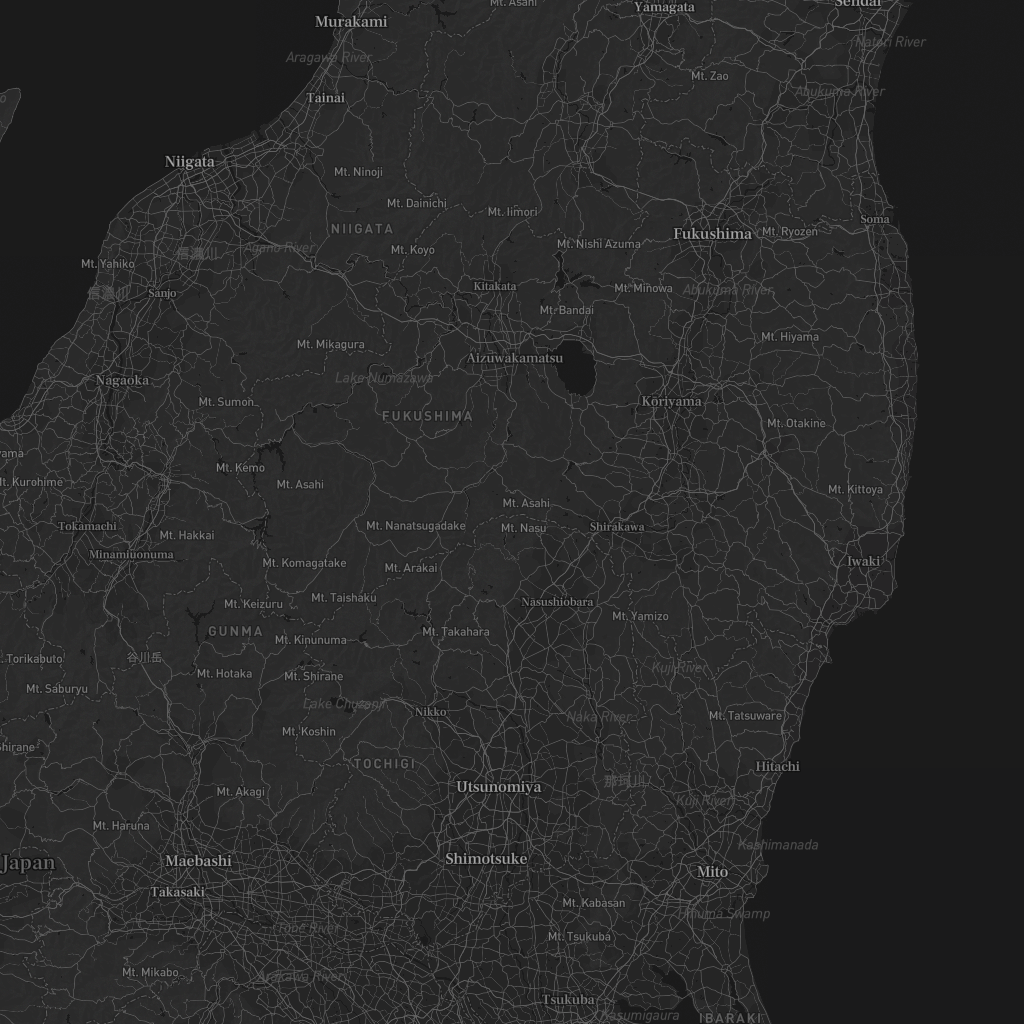 Mt. Asahi
Yamagata
Sendai
Murakami
Natori River
Aragawa River
Mt. Zao
Abukuma River
Tainai
Niigata
Mt. Ninoji
Mt. Dainichi
Mt. Iimori
Soma
NIIGATA
Fukushima
Mt. Ryozen
Agano River
Mt. Koyo
Mt. Nishi Azuma
信濃川
Mt. Yahiko
Kitakata
Mt. Minowa
Abukuma River
信濃川
Sanjo
Mt. Bandai
Mt. Hiyama
Mt. Mikagura
Aizuwakamatsu
Lake Numazawa
Nagaoka
Mt. Sumon
Koriyama
FUKUSHIMA
Mt. Otakine
yama
Mt. Kemo
Mt. Kurohime
Mt. Asahi
Mt. Kittoya
Mt. Asahi
Tokamachi
Mt. Nanatsugadake
Mt. Nasu
Shirakawa
Mt. Hakkai
Minamiuonuma
Mt. Komagatake
Mt. Arakai
Iwaki
Mt. Keizuru
Mt. Taishaku
Nasushiobara
Mt. Yamizo
GUNMA
Mt. Kinunuma
Mt. Takahara
谷川岳
. Torikabuto
Kuji River
Mt. Hotaka
Mt. Shirane
Mt. Saburyu
Lake Chuzenji
Nikko
Naka River
Mt. Tatsuware
Mt. Koshin
Shirane
TOCHIGI
Hitachi
那珂川
Utsunomiya
Mt. Akagi
Kuji River
Mt. Haruna
Kashimanada
Japan
Maebashi
Shimotsuke
Mito
Takasaki
Mt. Kabasan
Hinuma Swamp
Tone River
Mt. Tsukuba
Mt. Mikabo
Arakawa River
Tsukuba
Kasumigaura
IBARAKI